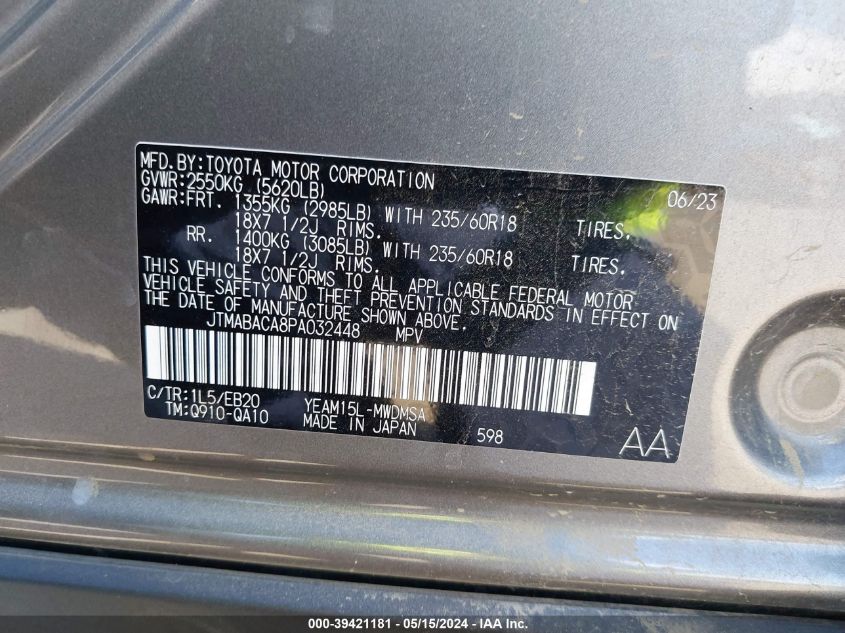 MFD.BY:TOYOTA MOTOR CORPORATION 06/23
GVWR:2550KG (5620LB)
GAWR:FRT. 1355KG (2985LB) WITH 235/60R18 TIRES.
18X7 1/2J RIMS.
RR. 1400KG (3085LB) WITH 235/60R18 TIRES.
18X7 1/2J RIMS.
THIS VEHICLE CONFORMS TO ALL APPLICABLE FEDERAL MOTOR
VEHICLE SAFETY AND THEFT PREVENTION STANDARDS IN EFFECT ON
THE DATE OF MANUFACTURE SHOWN ABOVE.
JTMABACA8PA032448 MPV
C/TR:1L5/EB20 YEAM15L-MWDMSA
TM:Q910-QA10 MADE IN JAPAN 598 AA
000-39421181 - 05/15/2024 - IAA, Inc.